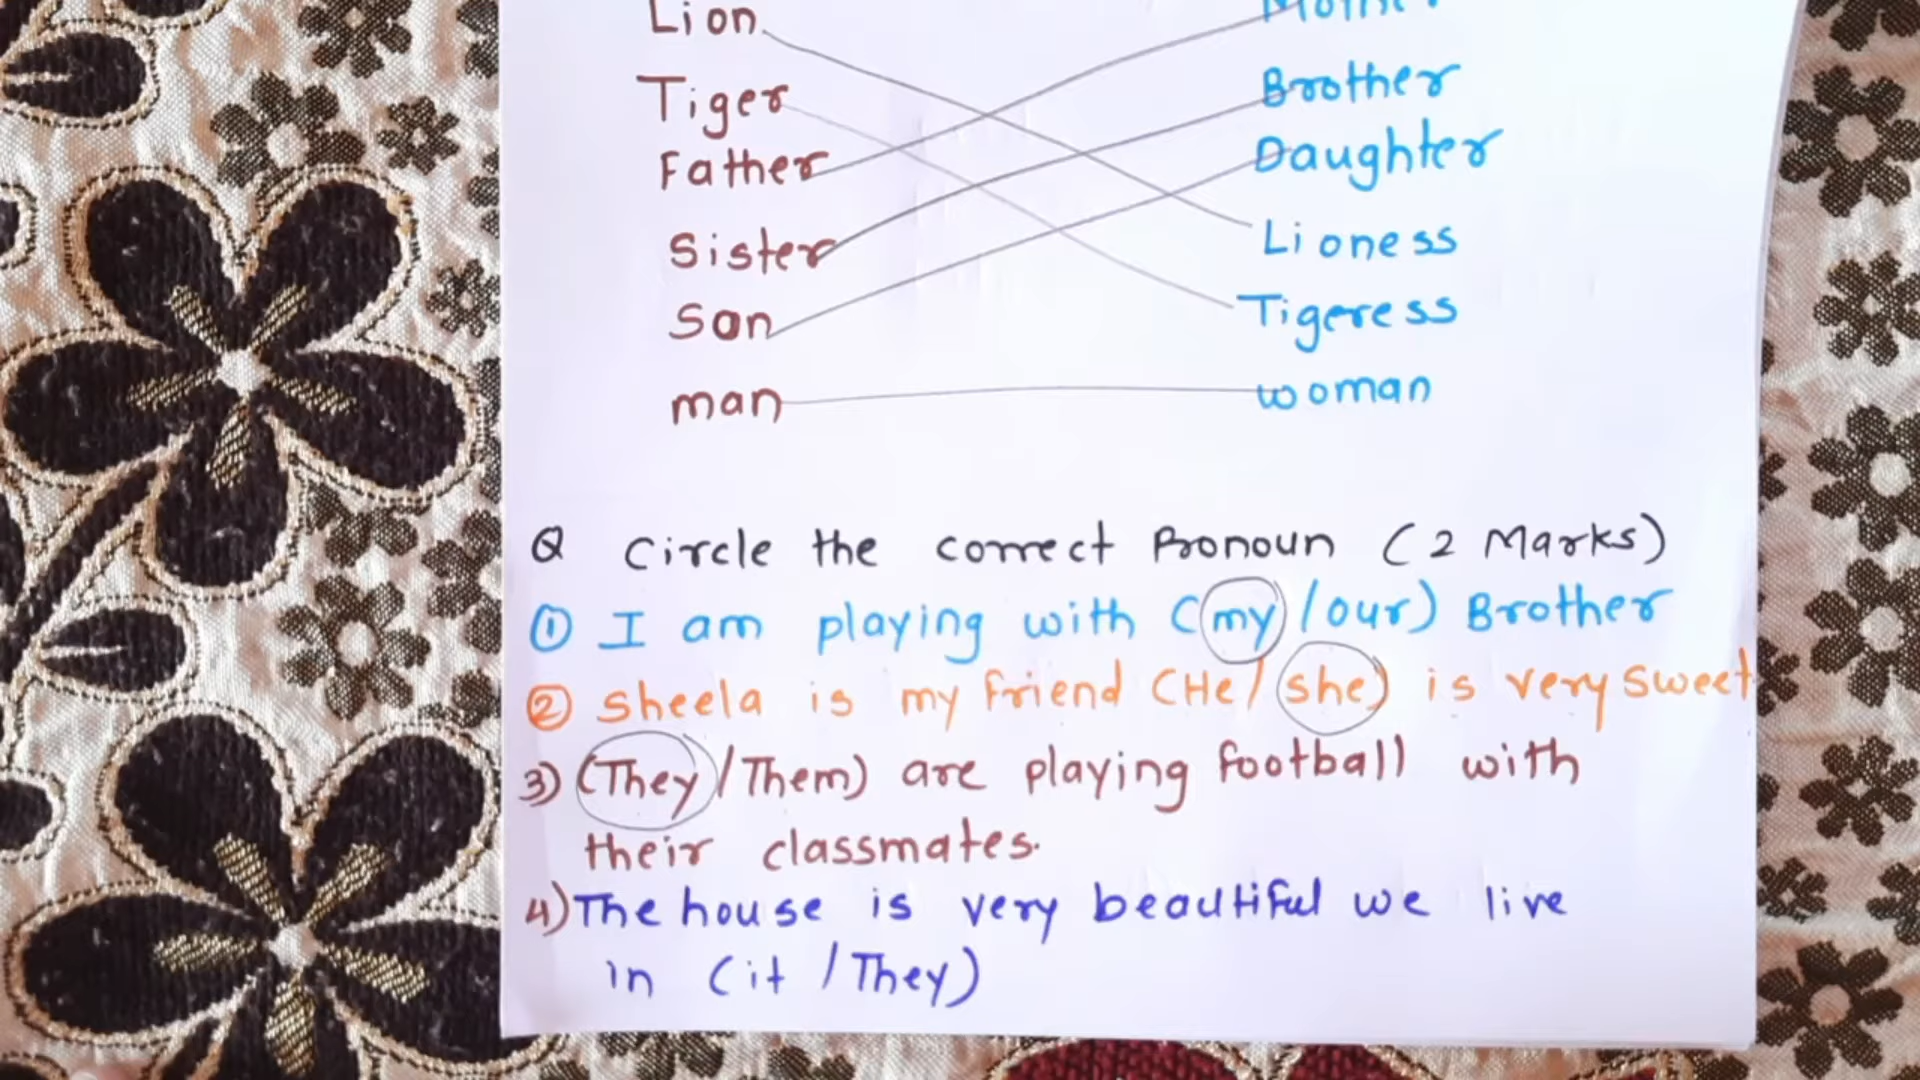 Lion
Tiger
Father
Sister
Son
man
Mother
Brother
Daughter
Lioness
Tigeress
woman
Q Circle the correct Pronoun (2 Marks)
① I am playing with (my/our) Brother
② Sheela is my friend (He/she) is very sweet
3) (They/Them) are playing football with
their classmates.
4) The house is very beautiful we live
in (it/They)